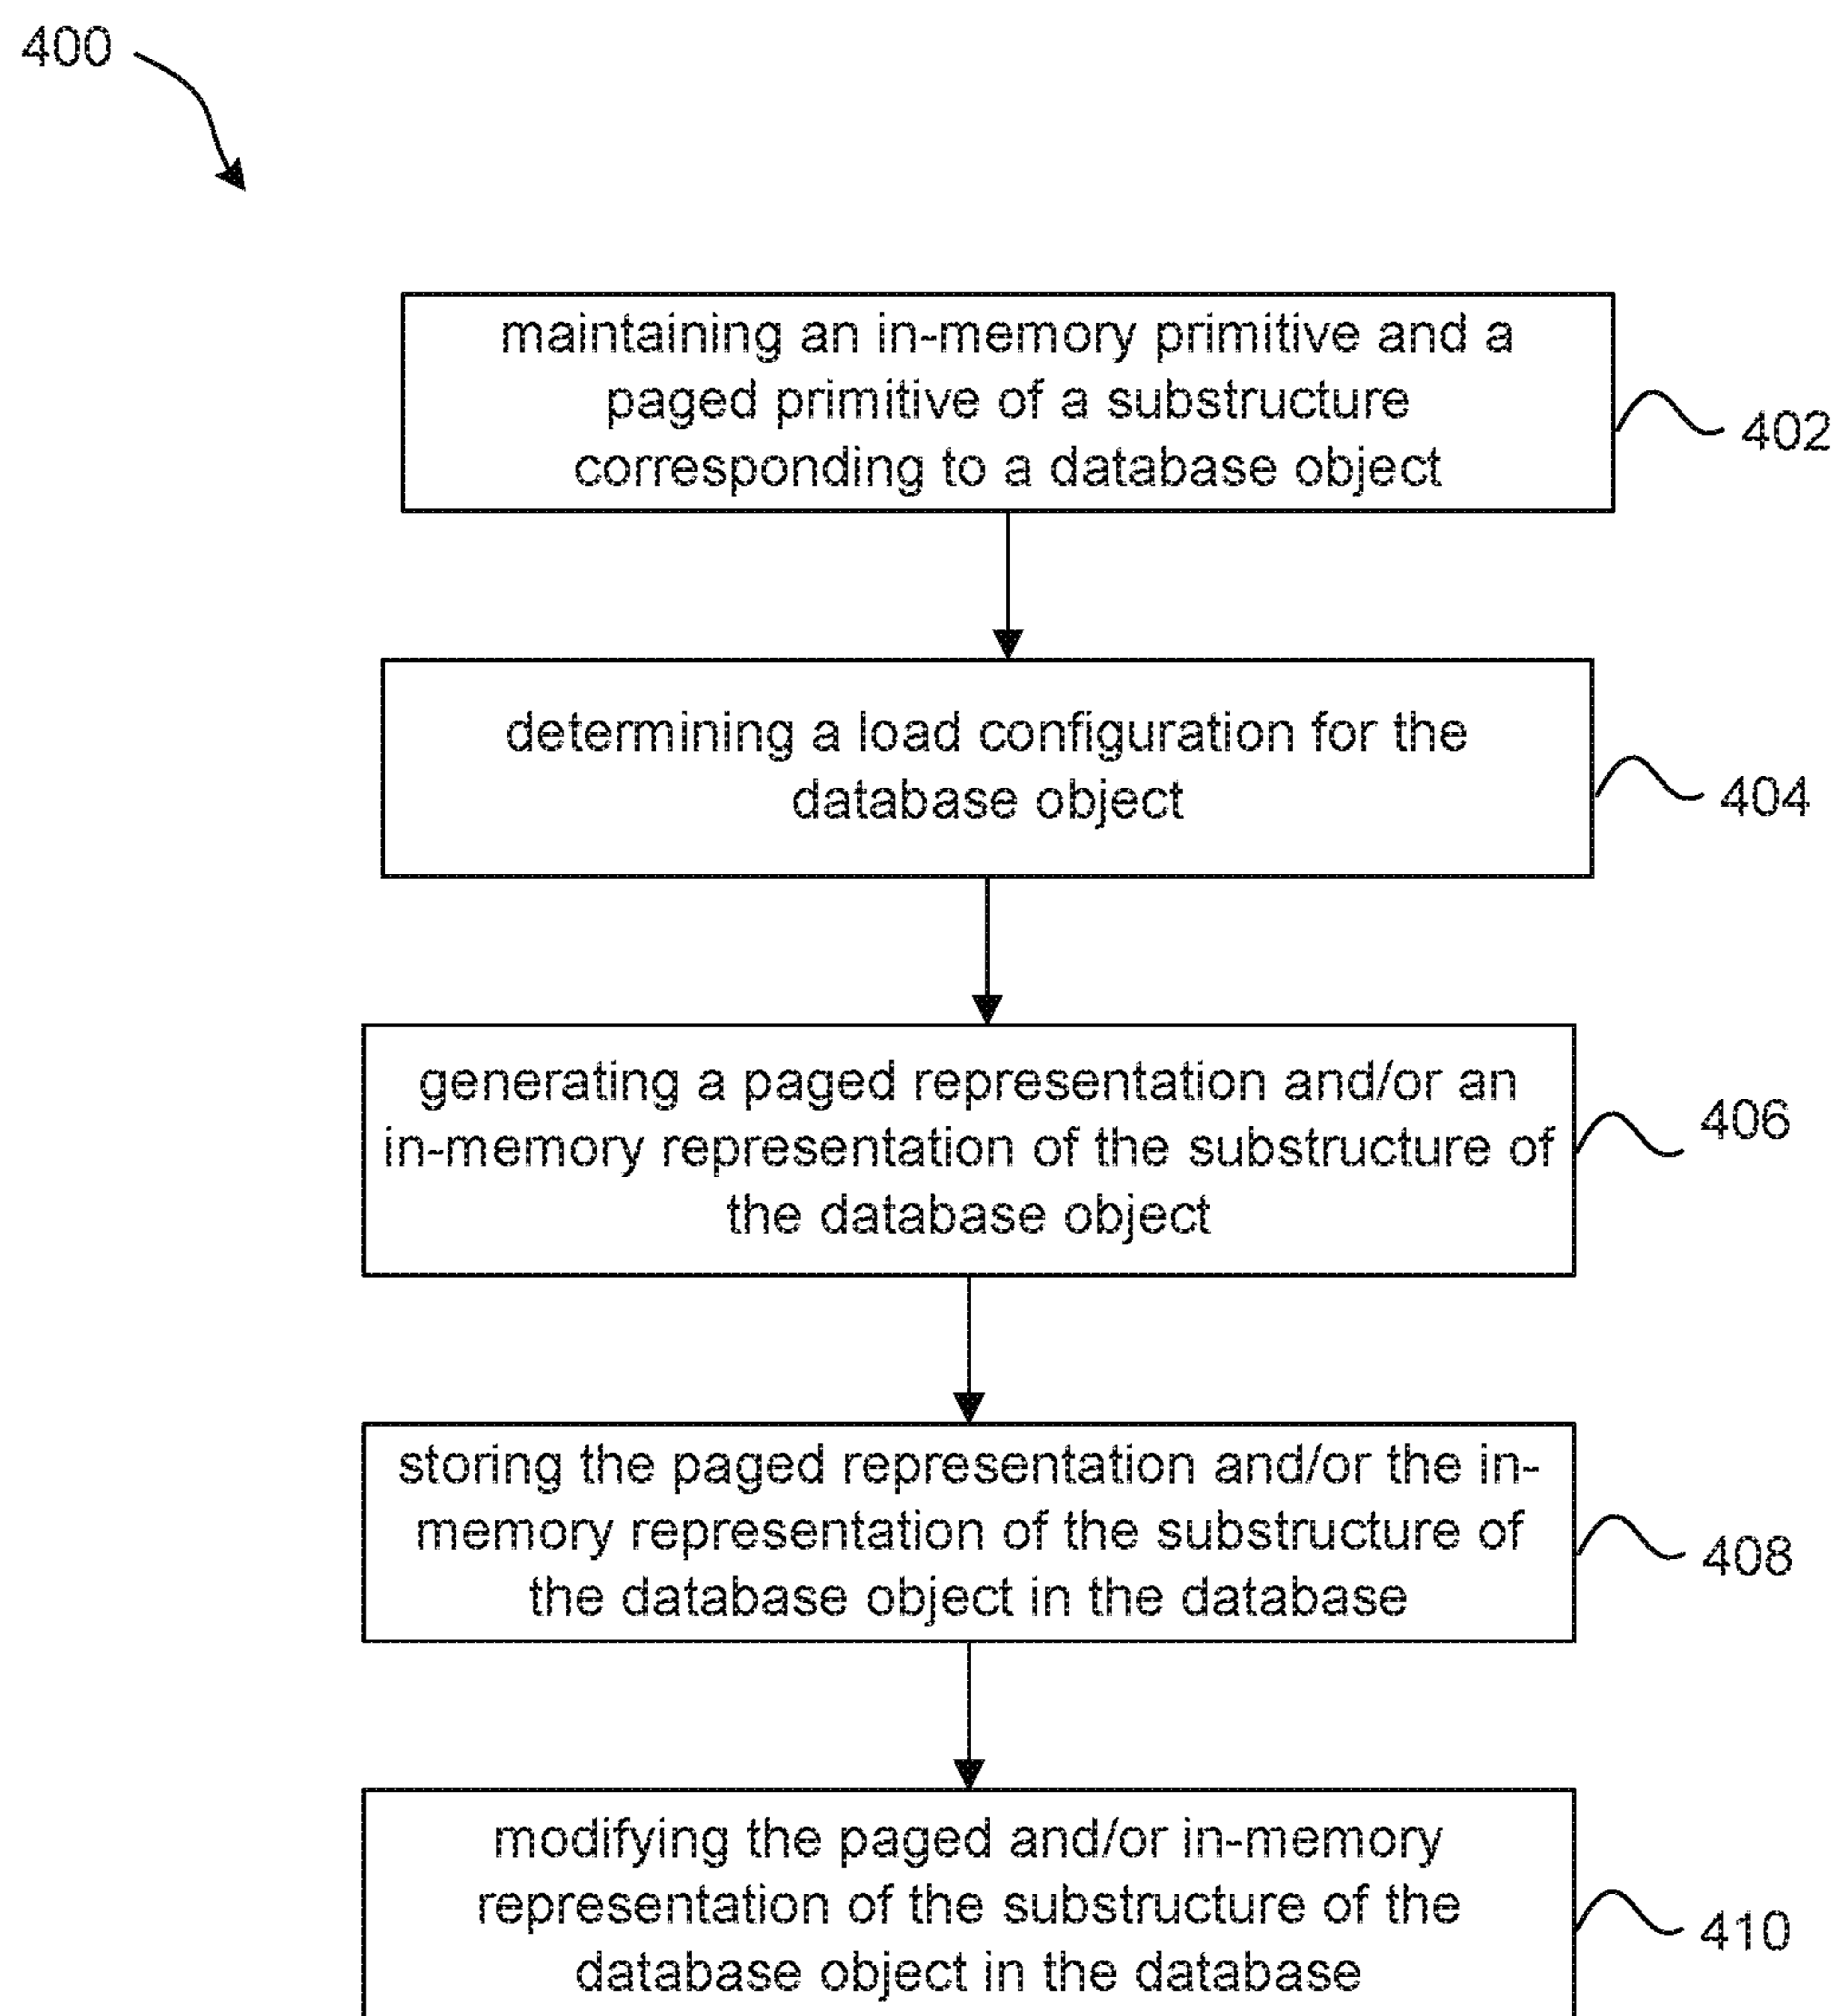 400
maintaining an in-memory primitive and a
paged primitive of a substructure
corresponding to a database object
402
determining a load configuration for the
database object
404
generating a paged representation and/or an
in-memory representation of the substructure of
the database object
406
storing the paged representation and/or the in-
memory representation of the substructure of
the database object in the database
408
modifying the paged and/or in-memory
representation of the substructure of the
database object in the database
410